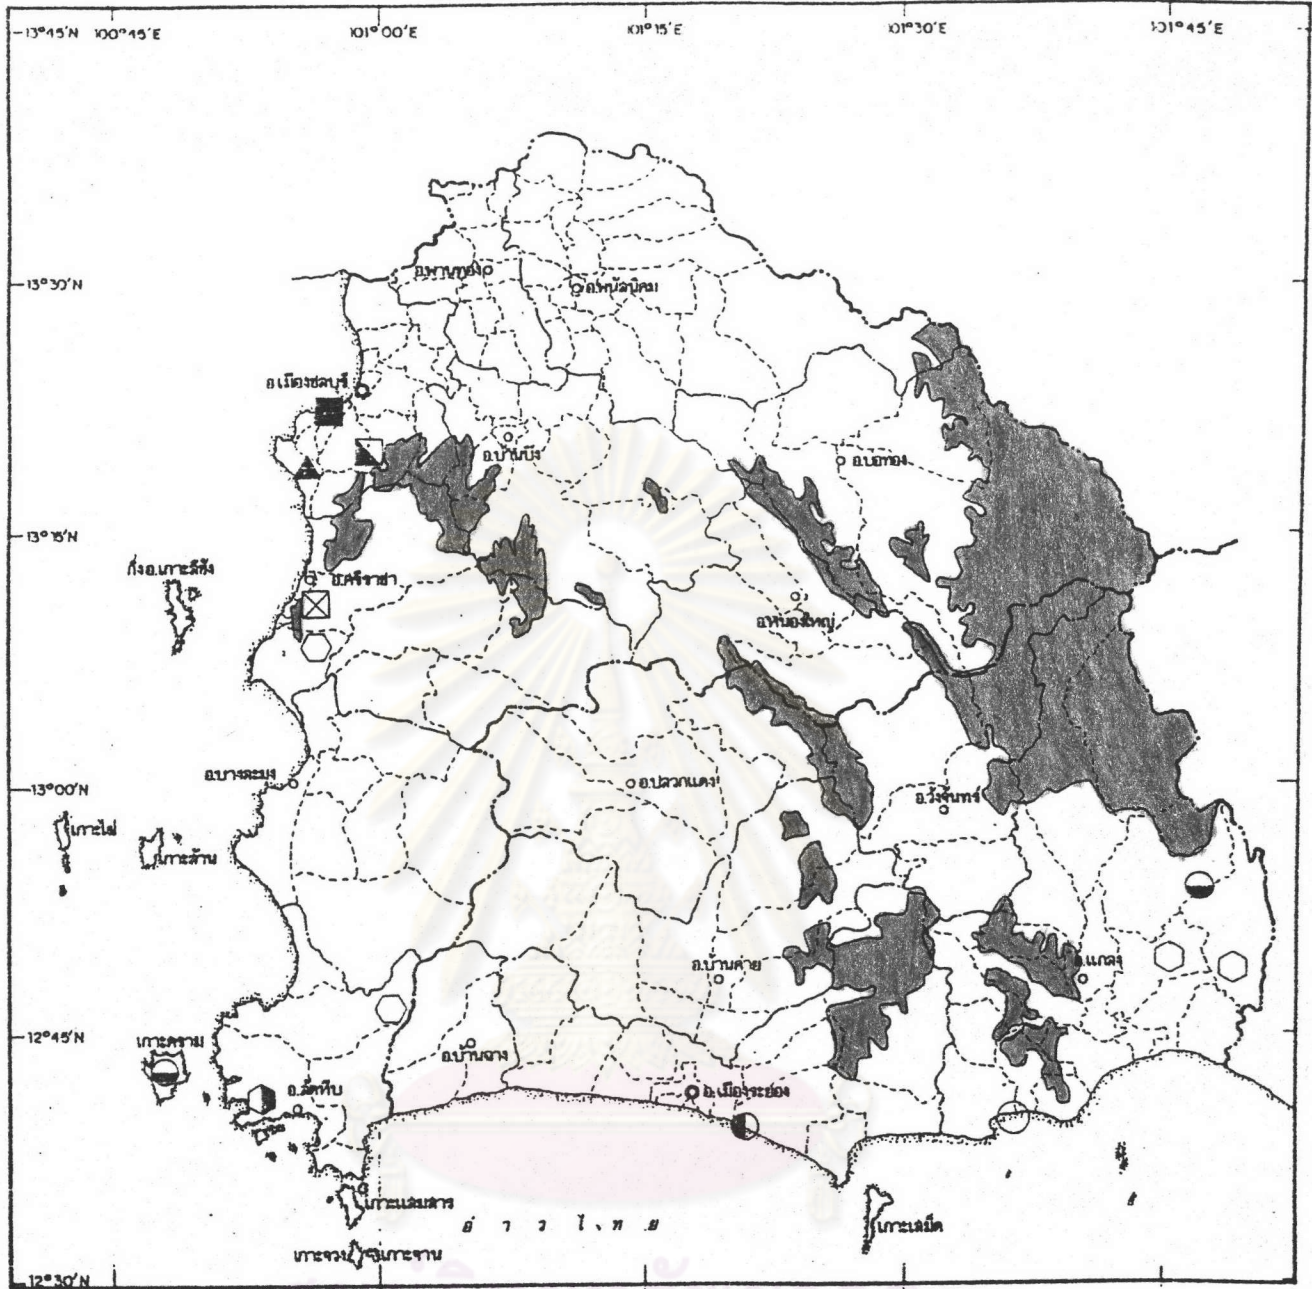 13°45'N 100°45'E 101°00'E 101°15'E 101°30'E 101°45'E
อ.พานทอง
อ.พนัสนิคม
13°30'N
อ.เมืองชลบุรี
อ.บ้านบึง
อ.บ่อทอง
13°15'N
กิ่งอ.เกาะสีชัง
อ.ศรีราชา
อ.หนองใหญ่
อ.บางละมุง
อ.ปลวกแดง
13°00'N
อ.วังจันทร์
เกาะไผ่
เกาะล้าน
อ.บ้านค่าย
อ.แกลง
12°45'N
เกาะคราม
อ.บ้านฉาง
อ.สัตหีบ
อ.เมืองระยอง
เกาะแสมสาร
อ่าวไทย
เกาะเสม็ด
เกาะจวง
เกาะจาน
12°30'N